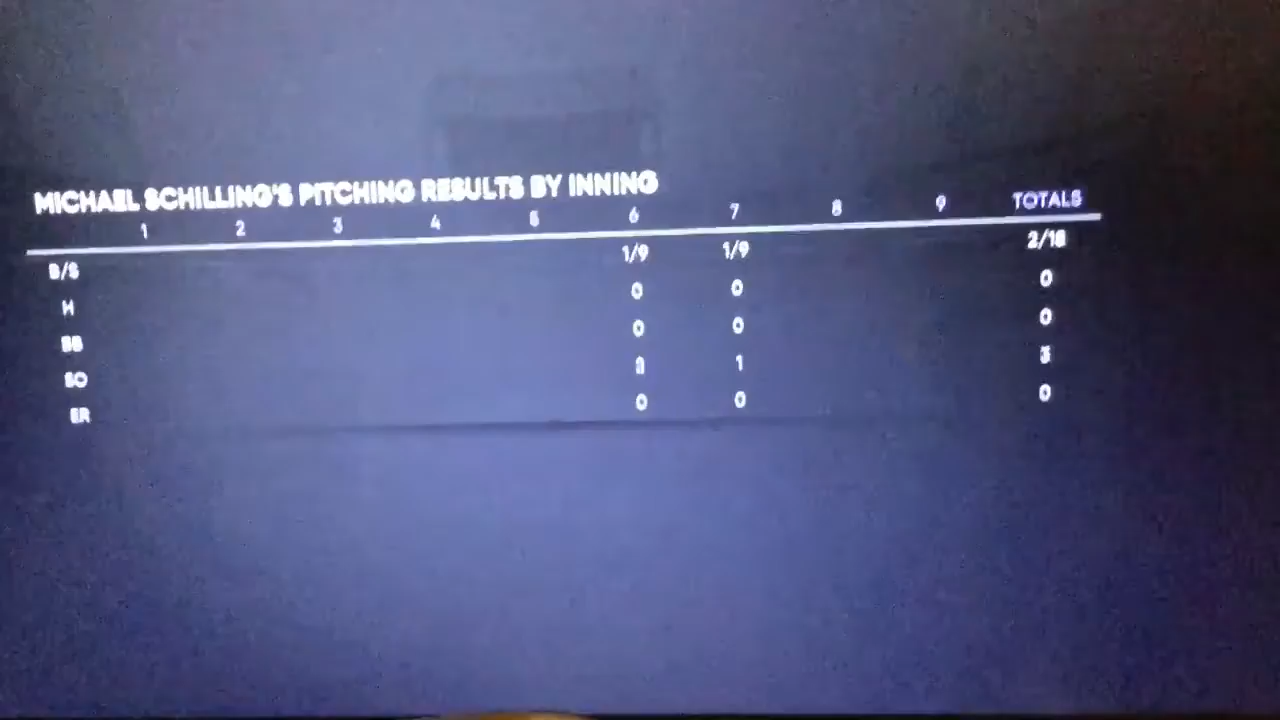 MICHAEL SCHILLING'S PITCHING RESULTS BY INNING
1 2 3 4 5 6 7 8 9 TOTALS
B/S 1/9 1/9 2/18
H 0 0 0
BB 0 0 0
SO 1
ER 0 0 0